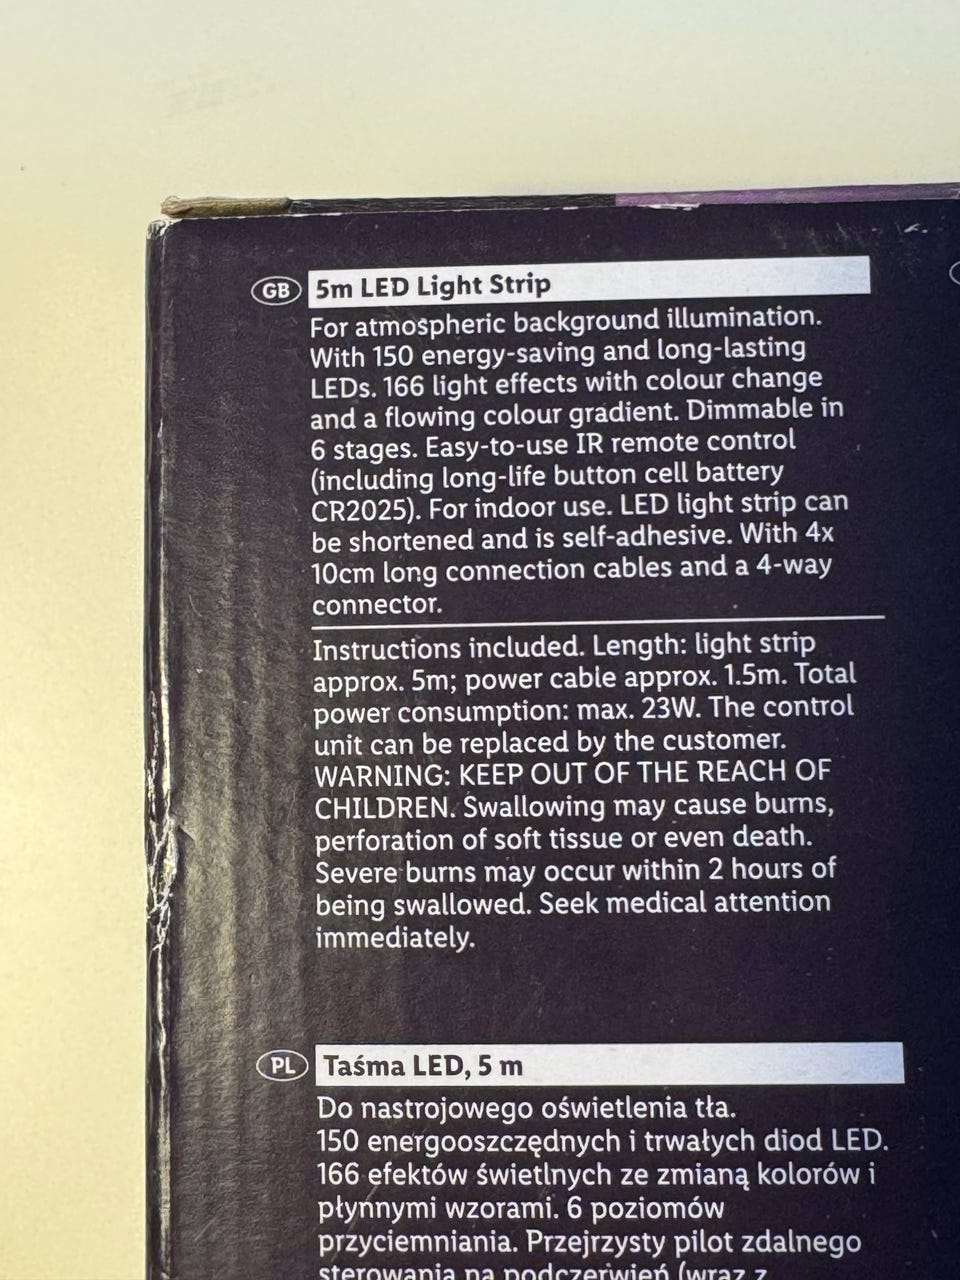 GB 5m LED Light Strip
For atmospheric background illumination.
With 150 energy-saving and long-lasting
LEDs. 166 light effects with colour change
and a flowing colour gradient. Dimmable in
6 stages. Easy-to-use IR remote control
(including long-life button cell battery
CR2025). For indoor use. LED light strip can
be shortened and is self-adhesive. With 4x
10cm long connection cables and a 4-way
connector.
Instructions included. Length: light strip
approx. 5m; power cable approx. 1.5m. Total
power consumption: max. 23W. The control
unit can be replaced by the customer.
WARNING: KEEP OUT OF THE REACH OF
CHILDREN. Swallowing may cause burns,
perforation of soft tissue or even death.
Severe burns may occur within 2 hours of
being swallowed. Seek medical attention
immediately.
PL Taśma LED, 5 m
Do nastrojowego oświetlenia tła.
150 energooszczędnych i trwałych diod LED.
166 efektów świetlnych ze zmianą kolorów i
płynnymi wzorami. 6 poziomów
przyciemniania. Przejrzysty pilot zdalnego
sterowania na podczerwień (wraz z